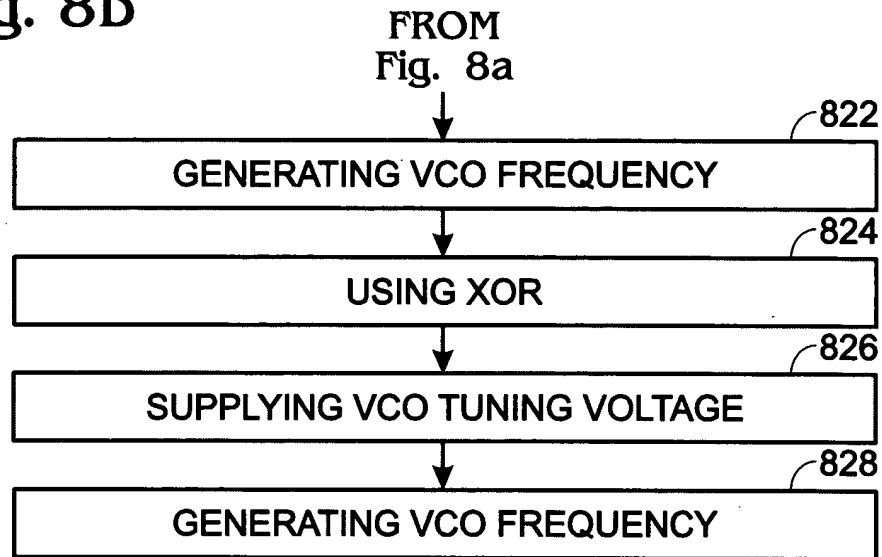 g. 8b
FROM
Fig. 8a
822
GENERATING VCO FREQUENCY
824
USING XOR
826
SUPPLYING VCO TUNING VOLTAGE
828
GENERATING VCO FREQUENCY